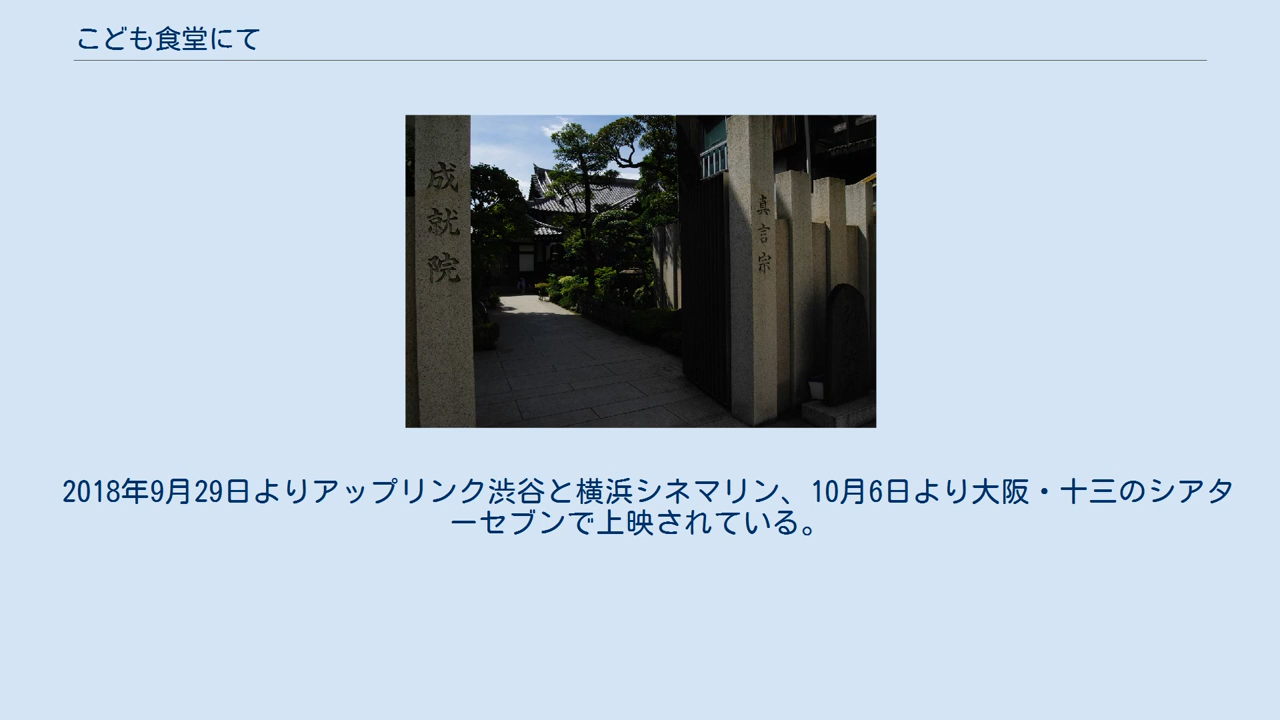 こども食堂にて
成就院
真言宗
2018年9月29日よりアップリンク渋谷と横浜シネマリン、10月6日より大阪・十三のシアタ
ーセブンで上映されている。